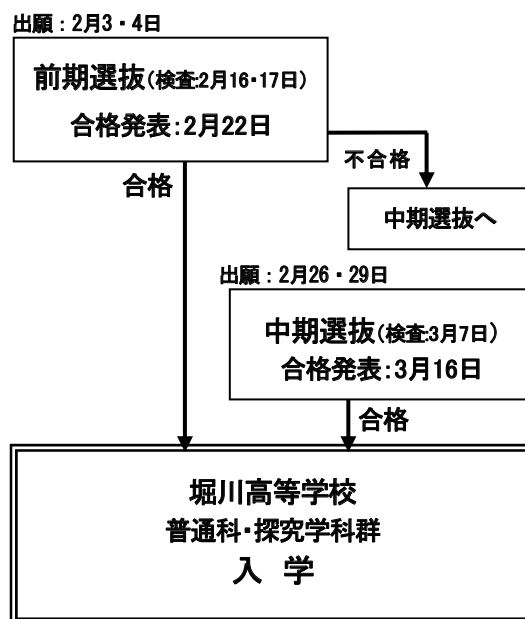 出願：2月3・4日
前期選抜(検査:2月16・17日)
合格発表：2月22日
不合格
合格
中期選抜へ
出願：2月26・29日
中期選抜(検査:3月7日)
合格発表：3月16日
合格
堀川高等学校
普通科・探究学科群
入 学